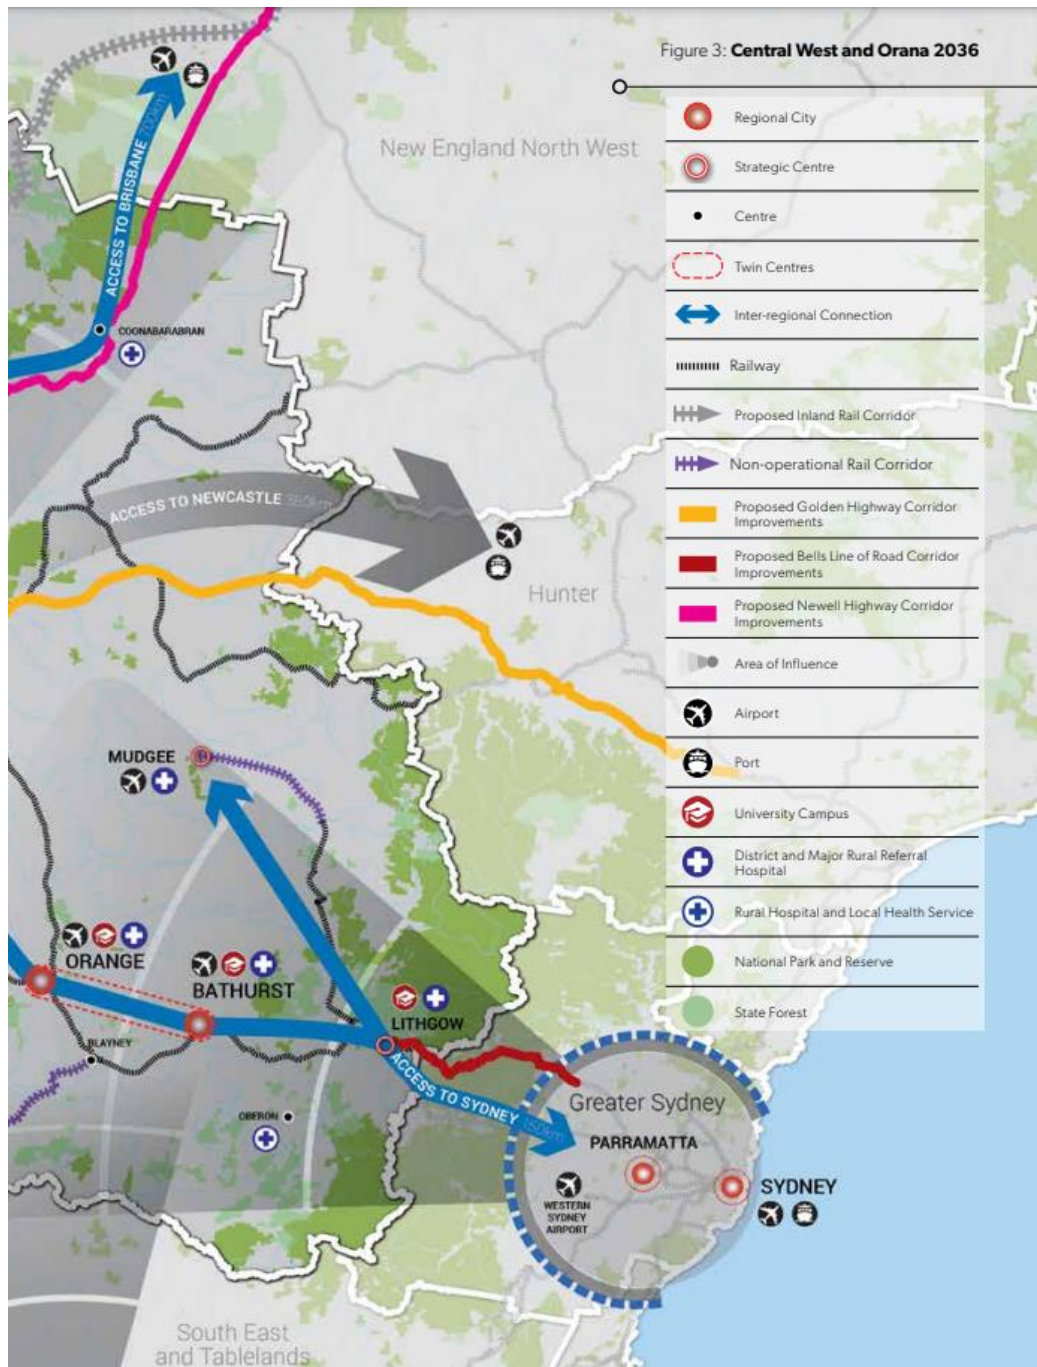 Figure 3: Central West and Orana 2036
Regional City
Strategic Centre
Centre
Twin Centres
Inter-regional Connection
Railway
Proposed Inland Rail Corridor
Non-operational Rail Corridor
Proposed Golden Highway Corridor
Improvements
Proposed Bells Line of Road Corridor
Improvements
Proposed Newell Highway Corridor
Improvements
Area of Influence
Airport
Port
University Campus
District and Major Rural Referral
Hospital
Rural Hospital and Local Health Service
National Park and Reserve
State Forest
New England North West
ACCESS TO BRISBANE 700km
COONABARABRAN
ACCESS TO NEWCASTLE 380km
Hunter
MUDGEE
ORANGE
BATHURST
LITHGOW
BLAYNEY
OBERON
ACCESS TO SYDNEY 150km
Greater Sydney
PARRAMATTA
WESTERN
SYDNEY
AIRPORT
SYDNEY
South East
and Tablelands